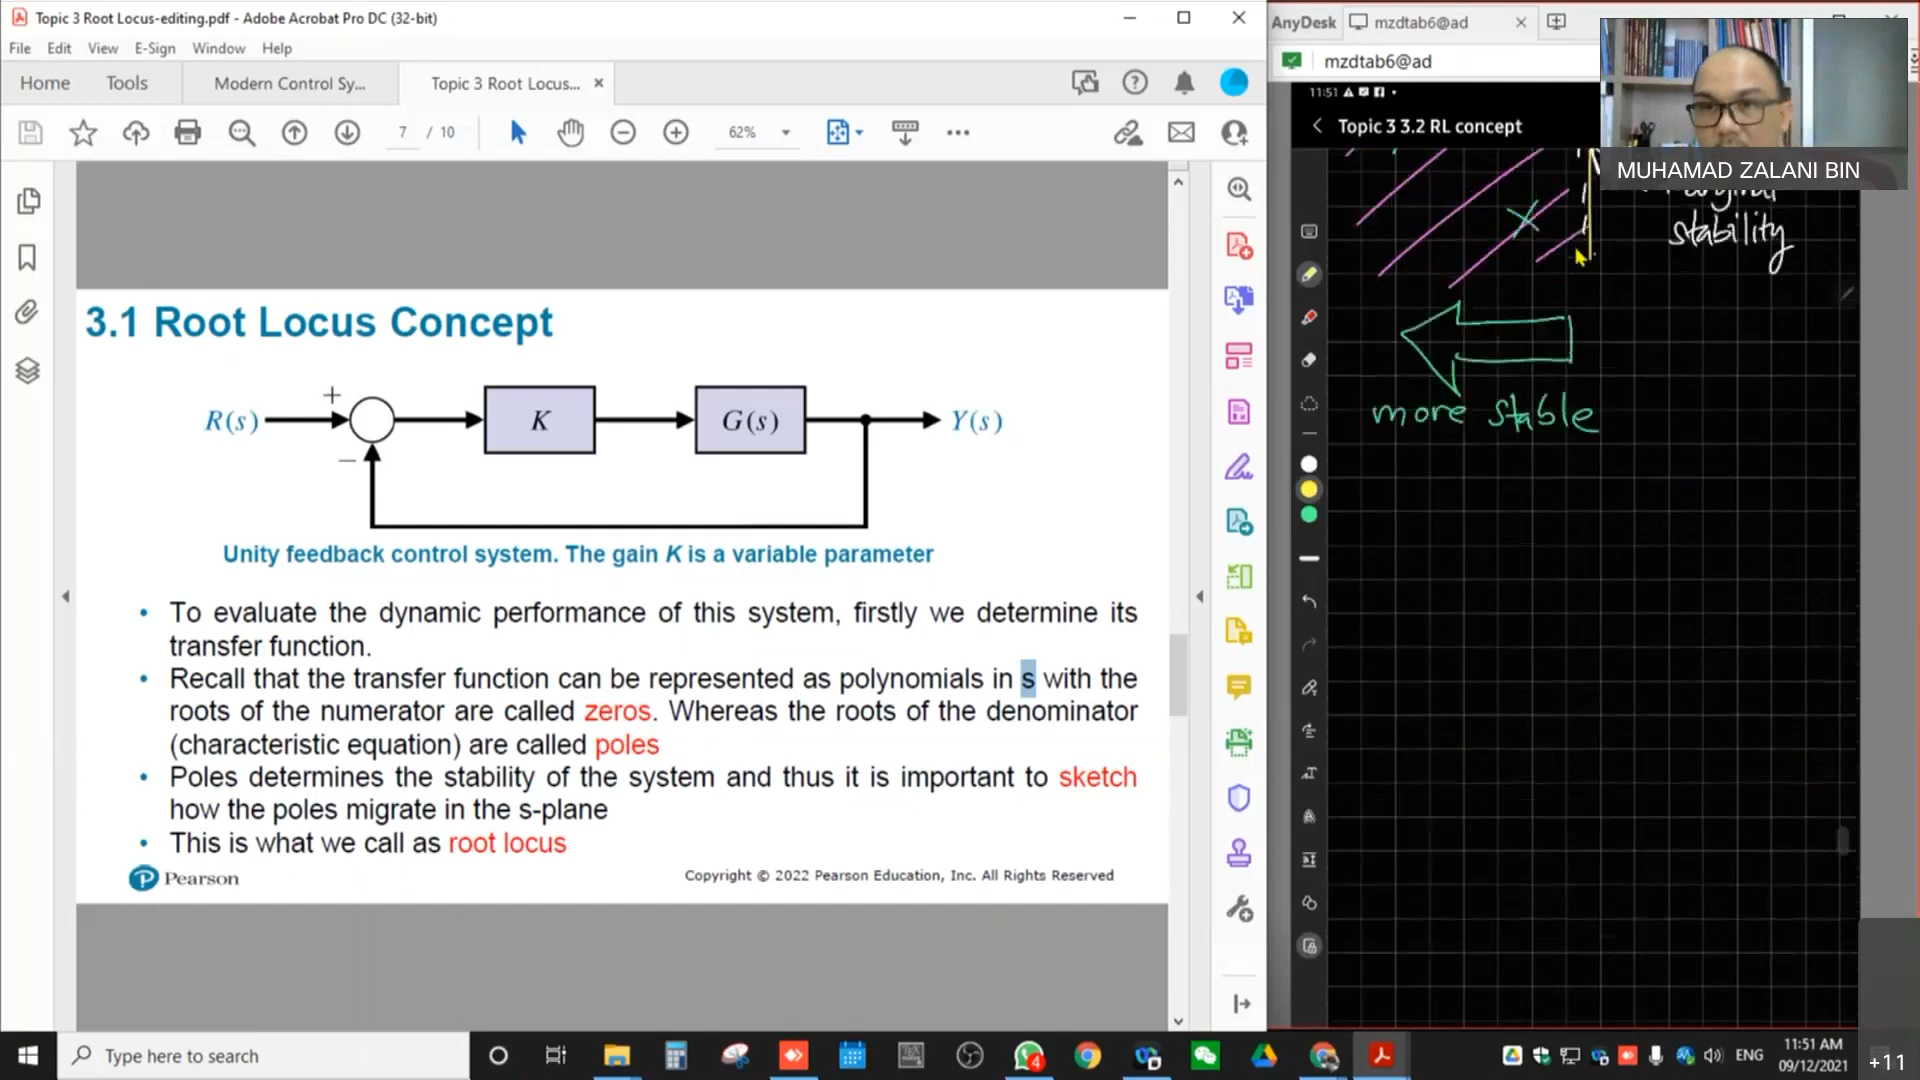 Topic 3 Root Locus-editing.pdf - Adobe Acrobat Pro DC (32-bit)
File Edit View E-Sign Window Help
Home Tools Modern Control Sy... Topic 3 Root Locus... ×
7 / 10 62%
3.1 Root Locus Concept
R(s) + − K G(s) Y(s)
Unity feedback control system. The gain K is a variable parameter
• To evaluate the dynamic performance of this system, firstly we determine its
transfer function.
• Recall that the transfer function can be represented as polynomials in s with the
roots of the numerator are called zeros. Whereas the roots of the denominator
(characteristic equation) are called poles
• Poles determines the stability of the system and thus it is important to sketch
how the poles migrate in the s-plane
• This is what we call as root locus
Pearson
Copyright © 2022 Pearson Education, Inc. All Rights Reserved
AnyDesk mzdtab6@ad
mzdtab6@ad
11:51
Topic 3 3.2 RL concept
MUHAMAD ZALANI BIN
stability
more stable
Type here to search
4
ENG
11:51 AM
09/12/2021
+11